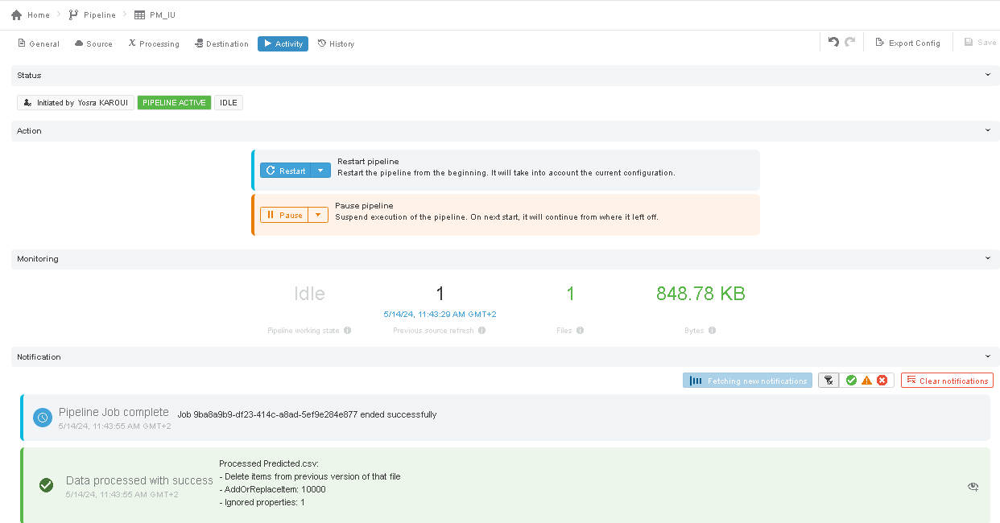 Home Pipeline PM_IU
General Source Processing Destination Activity History Export Config Save
Status
Initiated by Yosra KAROUI PIPELINE ACTIVE IDLE
Action
Restart
Restart pipeline
Restart the pipeline from the beginning. It will take into account the current configuration.
Pause
Pause pipeline
Suspend execution of the pipeline. On next start, it will continue from where it left off.
Monitoring
Idle 1 1 848.78 KB
5/14/24, 11:43:29 AM GMT+2
Pipeline working state Previous source refresh Files Bytes
Notification
Fetching new notifications Clear notifications
Pipeline Job complete Job 9ba8a9b9-df23-414c-a8ad-5ef9e284e877 ended successfully
5/14/24, 11:43:55 AM GMT+2
Data processed with success
5/14/24, 11:43:55 AM GMT+2
Processed Predicted.csv:
- Delete items from previous version of that file
- AddOrReplaceItem: 10000
- Ignored properties: 1